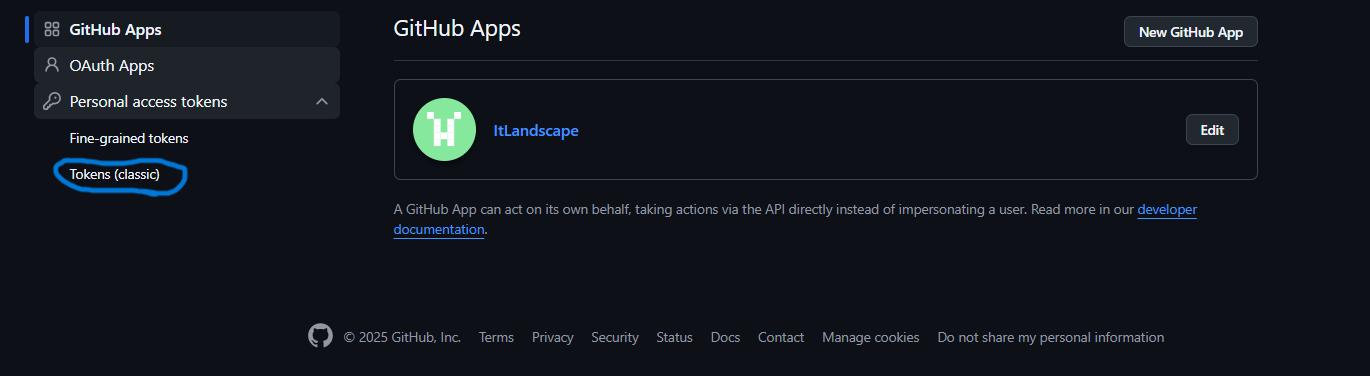 GitHub Apps
OAuth Apps
Personal access tokens
Fine-grained tokens
Tokens (classic)
GitHub Apps
New GitHub App
ItLandscape
Edit
A GitHub App can act on its own behalf, taking actions via the API directly instead of impersonating a user. Read more in our developer
documentation.
© 2025 GitHub, Inc. Terms Privacy Security Status Docs Contact Manage cookies Do not share my personal information